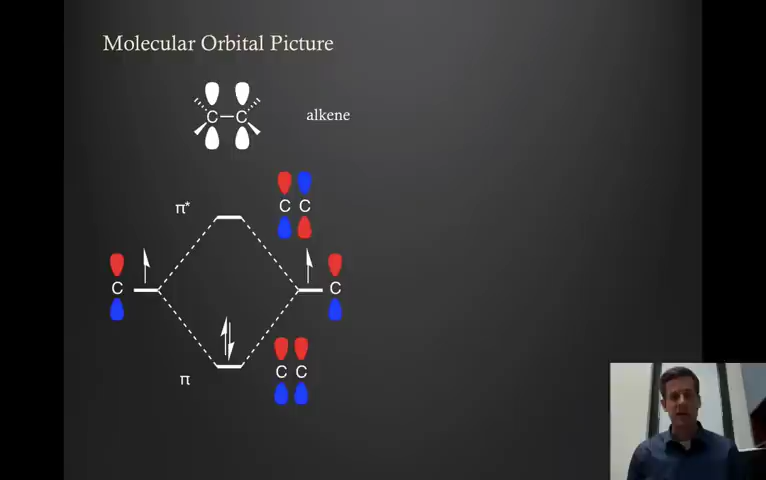 Molecular Orbital Picture
C C
alkene
π*
C C
C
C
C C
π